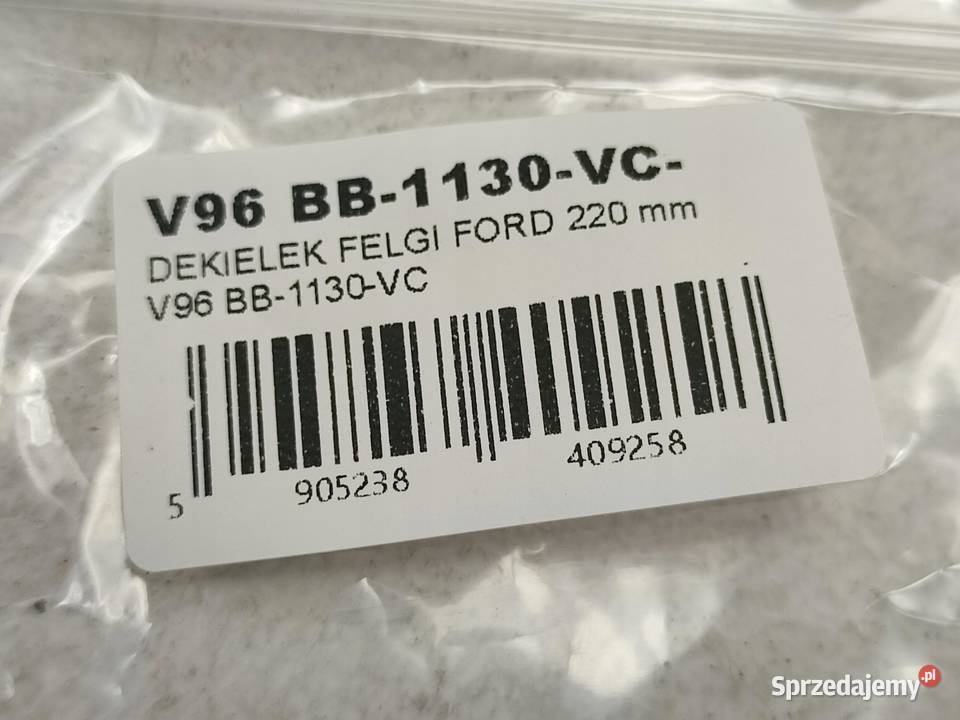 V96 BB-1130-VC-
DEKIELEK FELGI FORD 220 mm
V96 BB-1130-VC
5 905238 409258
Sprzedajemy.pl